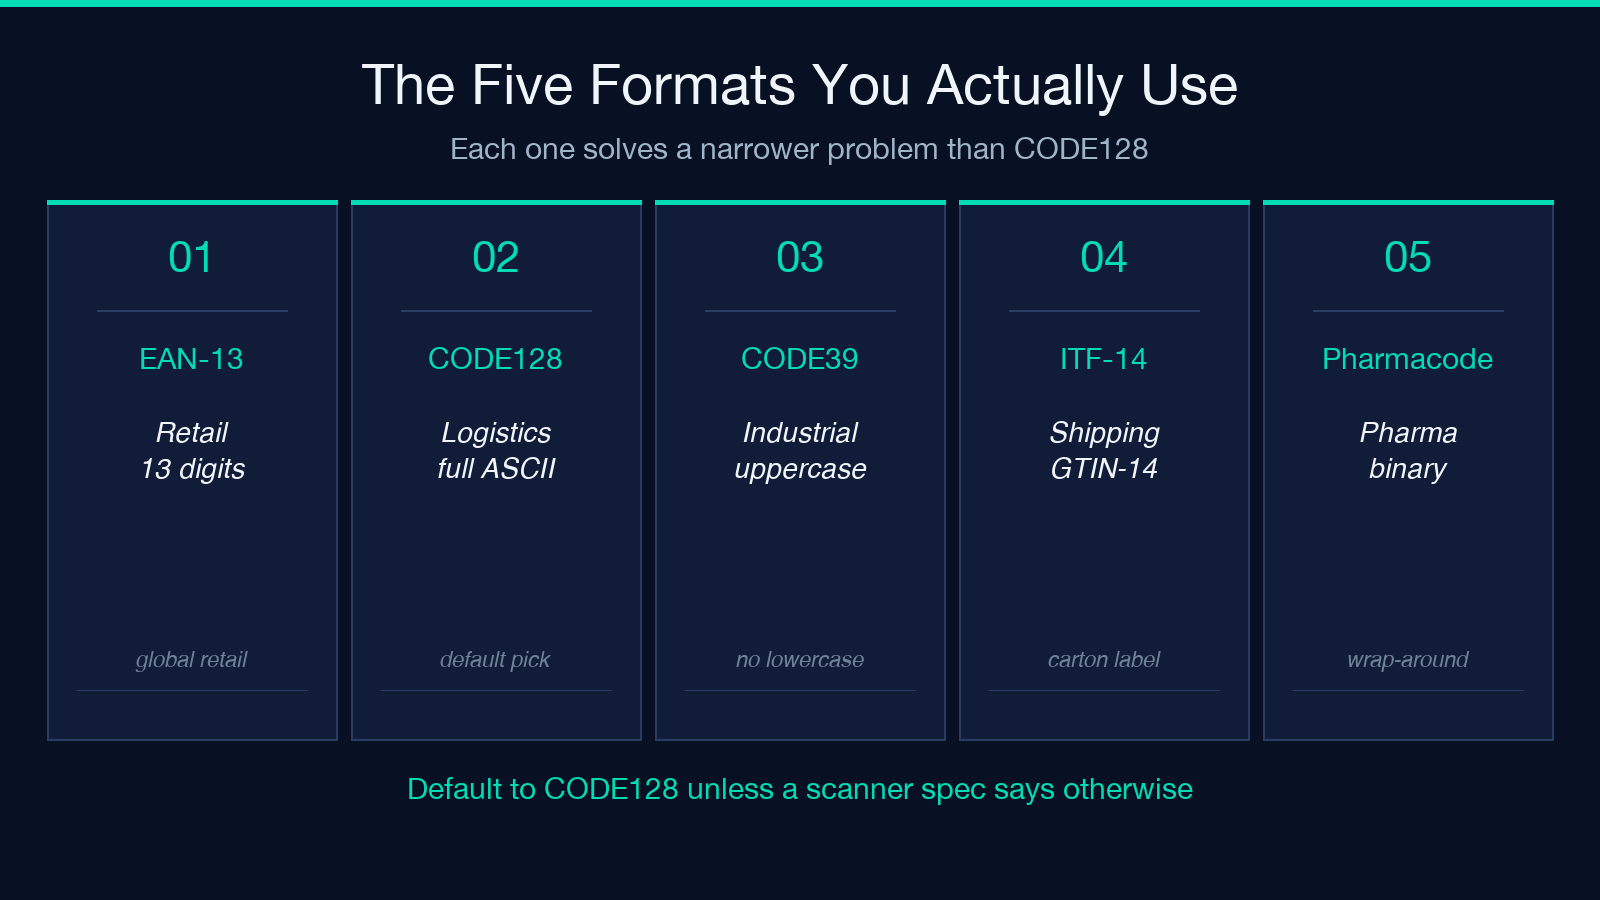 The Five Formats You Actually Use
Each one solves a narrower problem than CODE128
01
EAN-13
Retail
13 digits
global retail
02
CODE128
Logistics
full ASCII
default pick
03
CODE39
Industrial
uppercase
no lowercase
04
ITF-14
Shipping
GTIN-14
carton label
05
Pharmacode
Pharma
binary
wrap-around
Default to CODE128 unless a scanner spec says otherwise